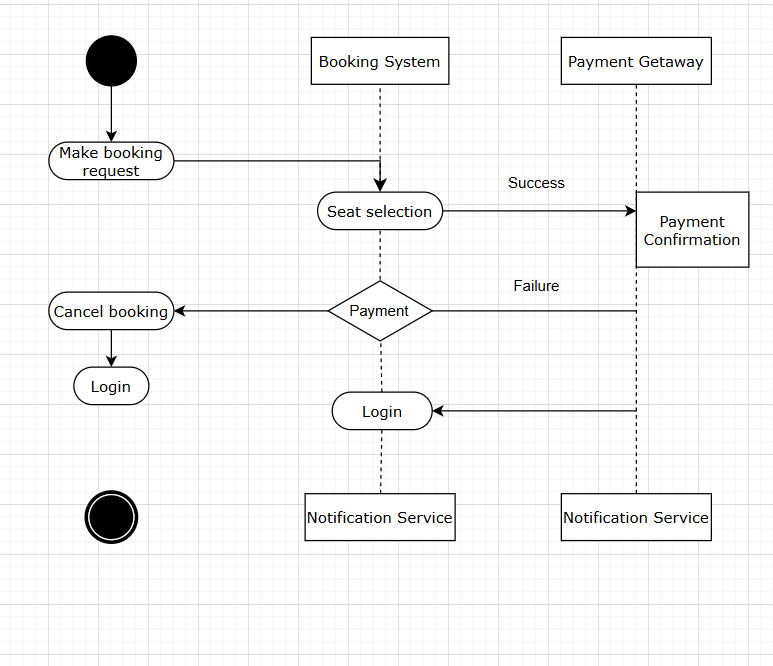 Booking System
Payment Getaway
Make booking
request
Success
Seat selection
Payment
Confirmation
Failure
Cancel booking
Payment
Login
Login
Notification Service
Notification Service